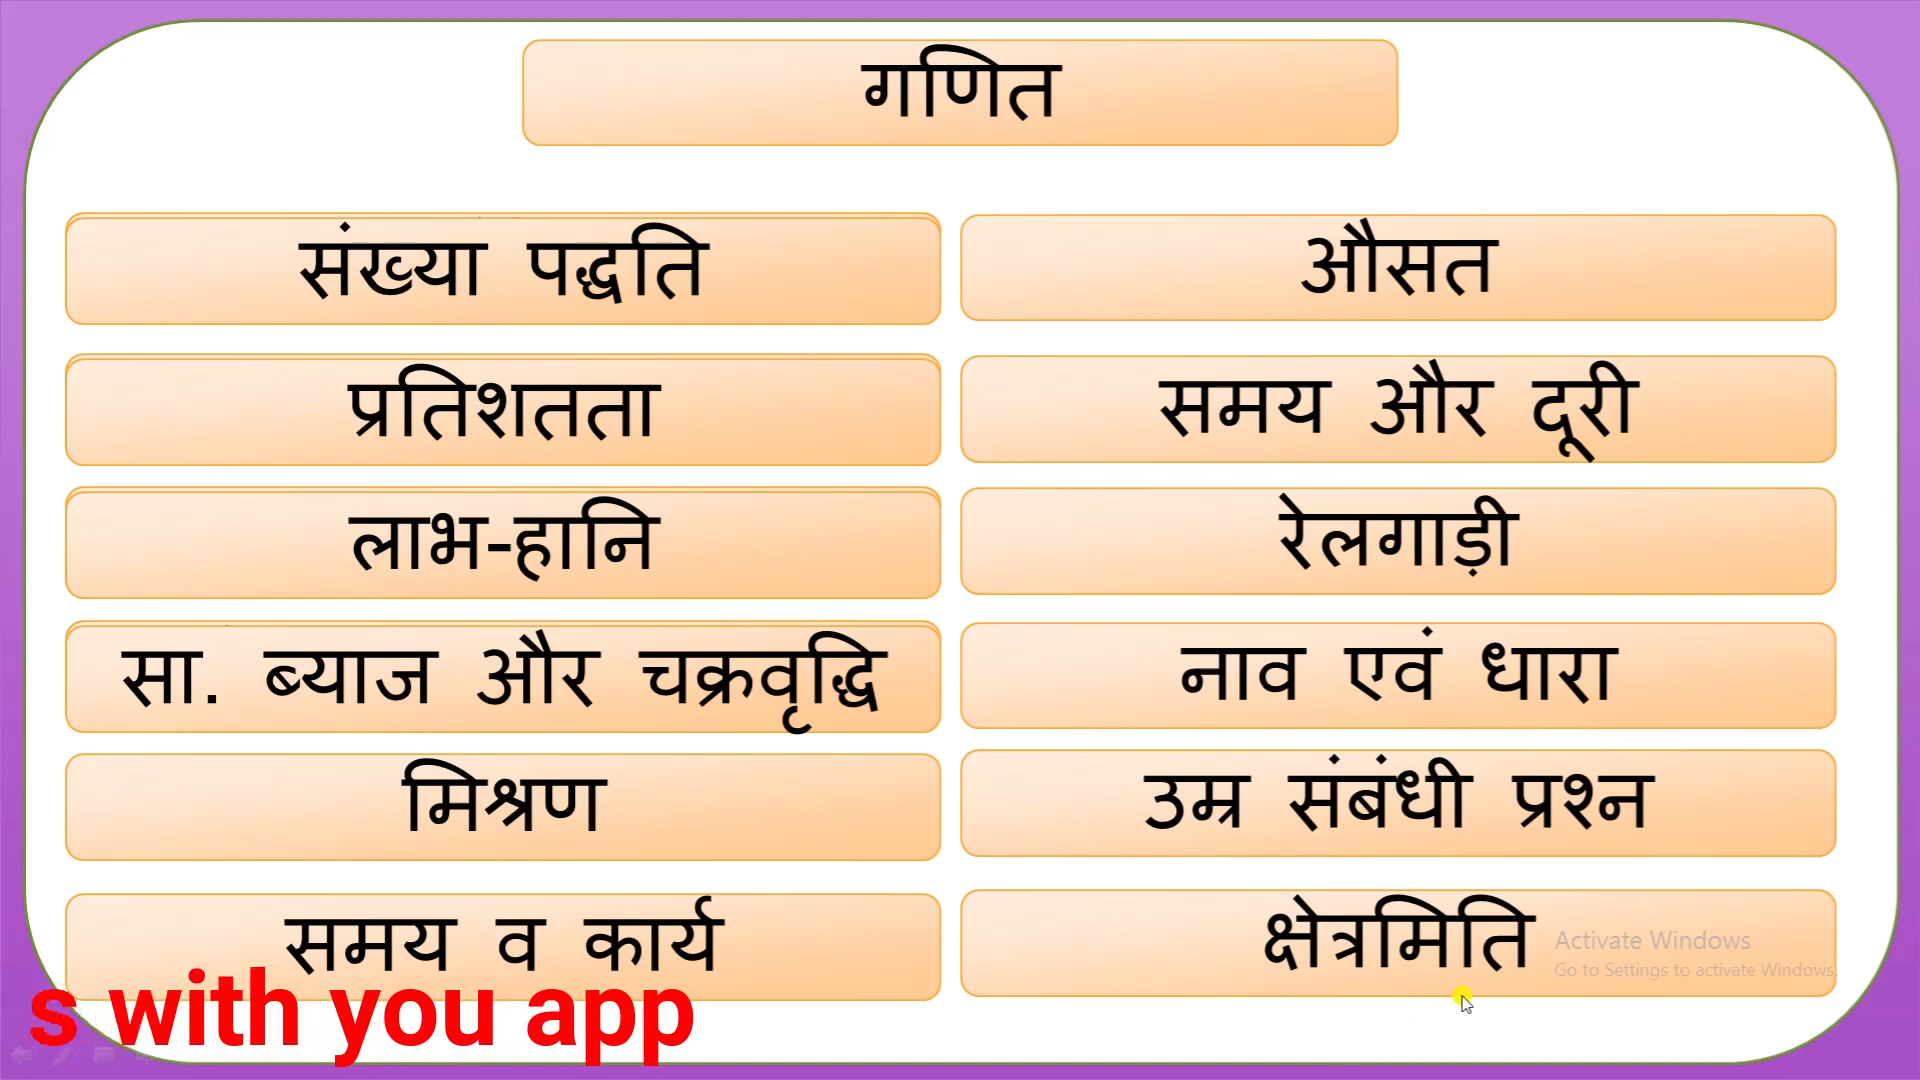 गणित
संख्या पद्धति
औसत
प्रतिशतता
समय और दूरी
लाभ-हानि
रेलगाड़ी
सा. ब्याज और चक्रवृद्धि
नाव एवं धारा
मिश्रण
उम्र संबंधी प्रश्न
समय व कार्य
क्षेत्रमिति
Activate Windows
Go to Settings to activate Windows.
s with you app